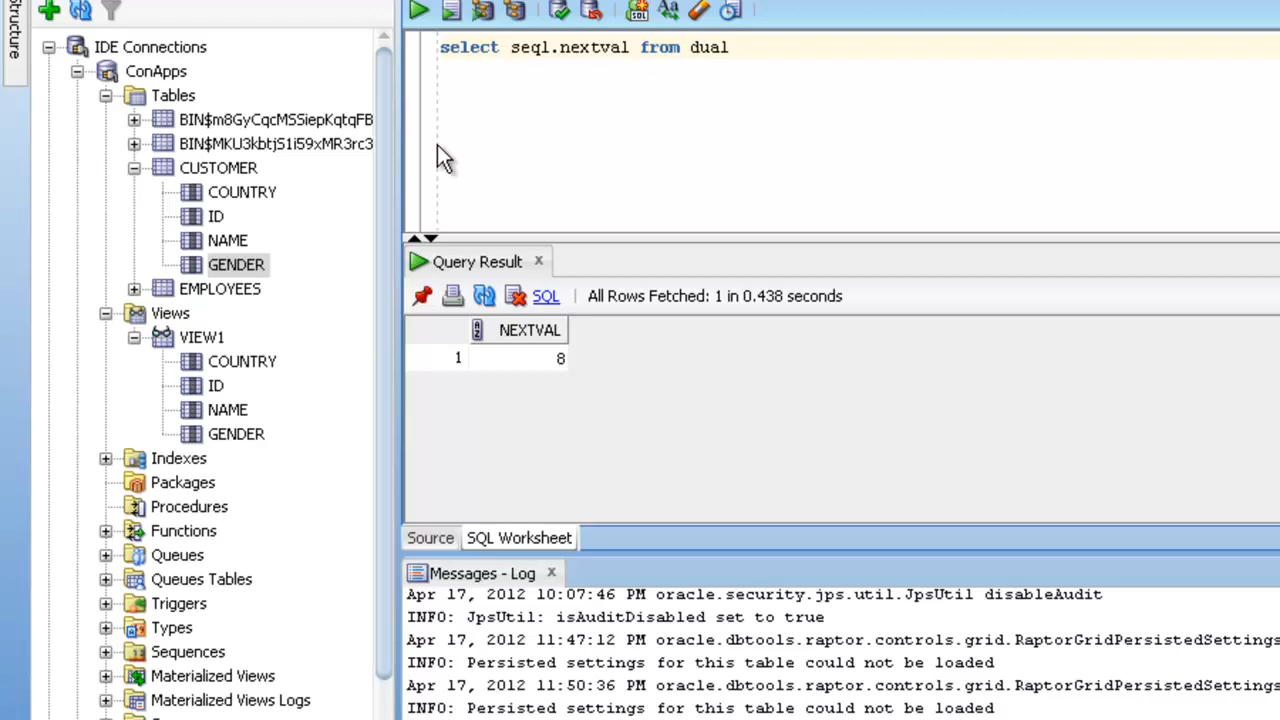 Structure
IDE Connections
ConApps
Tables
BIN$m8GyCqcMSSiepKqtqFB
BIN$MKU3kbtjS1i59xMR3rc3
CUSTOMER
COUNTRY
ID
NAME
GENDER
EMPLOYEES
Views
VIEW1
COUNTRY
ID
NAME
GENDER
Indexes
Packages
Procedures
Functions
Queues
Queues Tables
Triggers
Types
Sequences
Materialized Views
Materialized Views Logs
select seql.nextval from dual
Query Result
SQL All Rows Fetched: 1 in 0.438 seconds
NEXTVAL
1 8
Source SQL Worksheet
Messages - Log
Apr 17, 2012 10:07:46 PM oracle.security.jps.util.JpsUtil disableAudit
INFO: JpsUtil: isAuditDisabled set to true
Apr 17, 2012 11:47:12 PM oracle.dbtools.raptor.controls.grid.RaptorGridPersistedSettings
INFO: Persisted settings for this table could not be loaded
Apr 17, 2012 11:50:36 PM oracle.dbtools.raptor.controls.grid.RaptorGridPersistedSettings
INFO: Persisted settings for this table could not be loaded